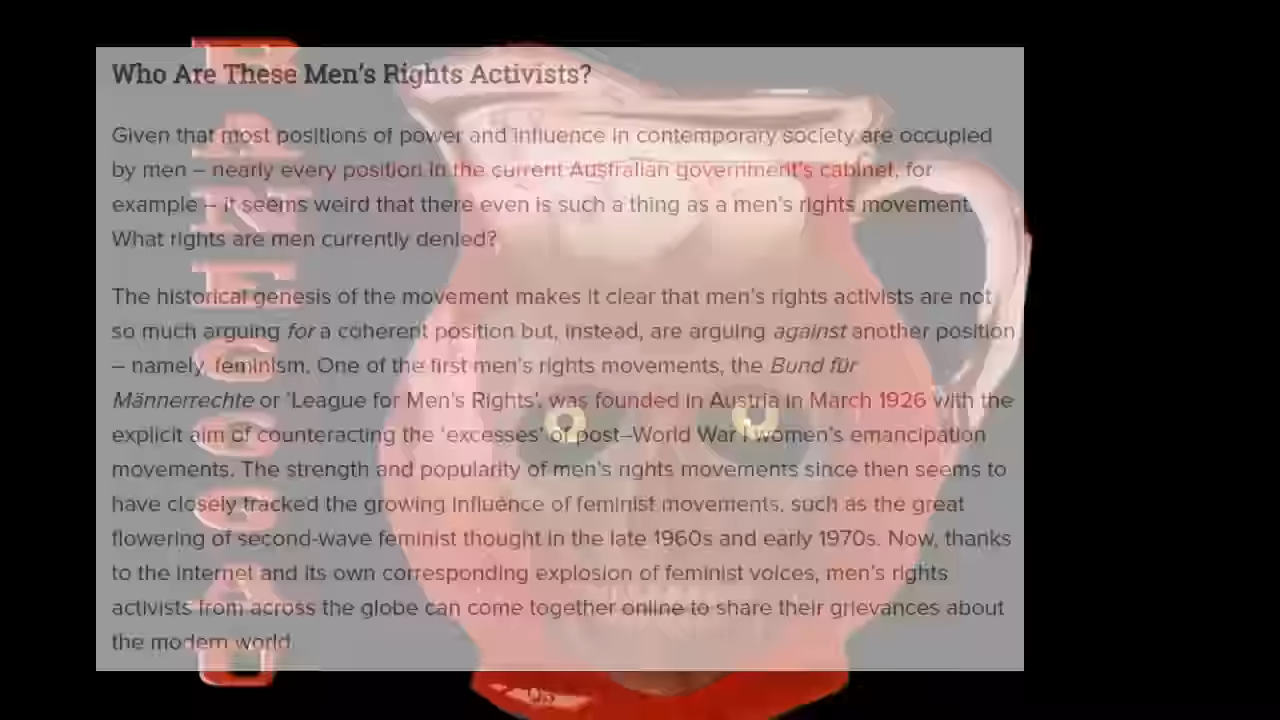 Who Are These Men's Rights Activists?
Given that most positions of power and influence in contemporary society are occupied
by men – nearly every position in the current Australian government's cabinet, for
example – it seems weird that there even is such a thing as a men's rights movement.
What rights are men currently denied?
The historical genesis of the movement makes it clear that men's rights activists are not
so much arguing for a coherent position but, instead, are arguing against another position
– namely, feminism. One of the first men's rights movements, the Bund für
Männerrechte or 'League for Men's Rights', was founded in Austria in March 1926 with the
explicit aim of counteracting the 'excesses' of post–World War I women's emancipation
movements. The strength and popularity of men's rights movements since then seems to
have closely tracked the growing influence of feminist movements, such as the great
flowering of second-wave feminist thought in the late 1960s and early 1970s. Now, thanks
to the internet and its own corresponding explosion of feminist voices, men's rights
activists from across the globe can come together online to share their grievances about
the modern world.